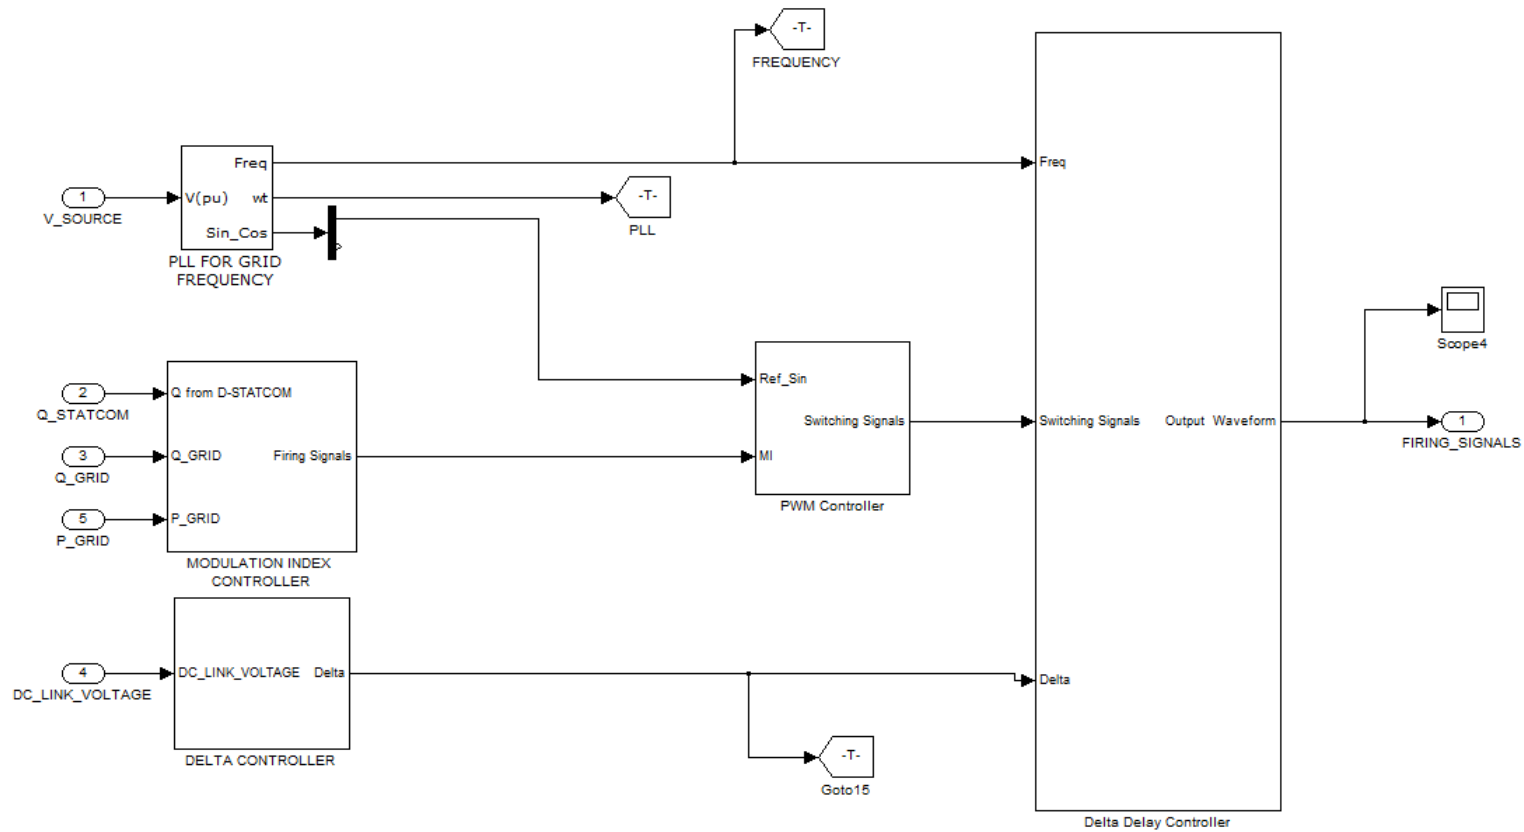 -T-
FREQUENCY
Freq
V(pu)
wt
Sin_Cos
1
V_SOURCE
PLL FOR GRID
FREQUENCY
-T-
PLL
Freq
Scope4
2
Q_STATCOM
Q from D-STATCOM
3
Q_GRID
Q_GRID
Firing Signals
5
P_GRID
P_GRID
MODULATION INDEX
CONTROLLER
Ref_Sin
Switching Signals
MI
PWM Controller
Switching Signals
Output Waveform
1
FIRING_SIGNALS
4
DC_LINK_VOLTAGE
DC_LINK_VOLTAGE
Delta
DELTA CONTROLLER
Delta
-T-
Goto15
Delta Delay Controller